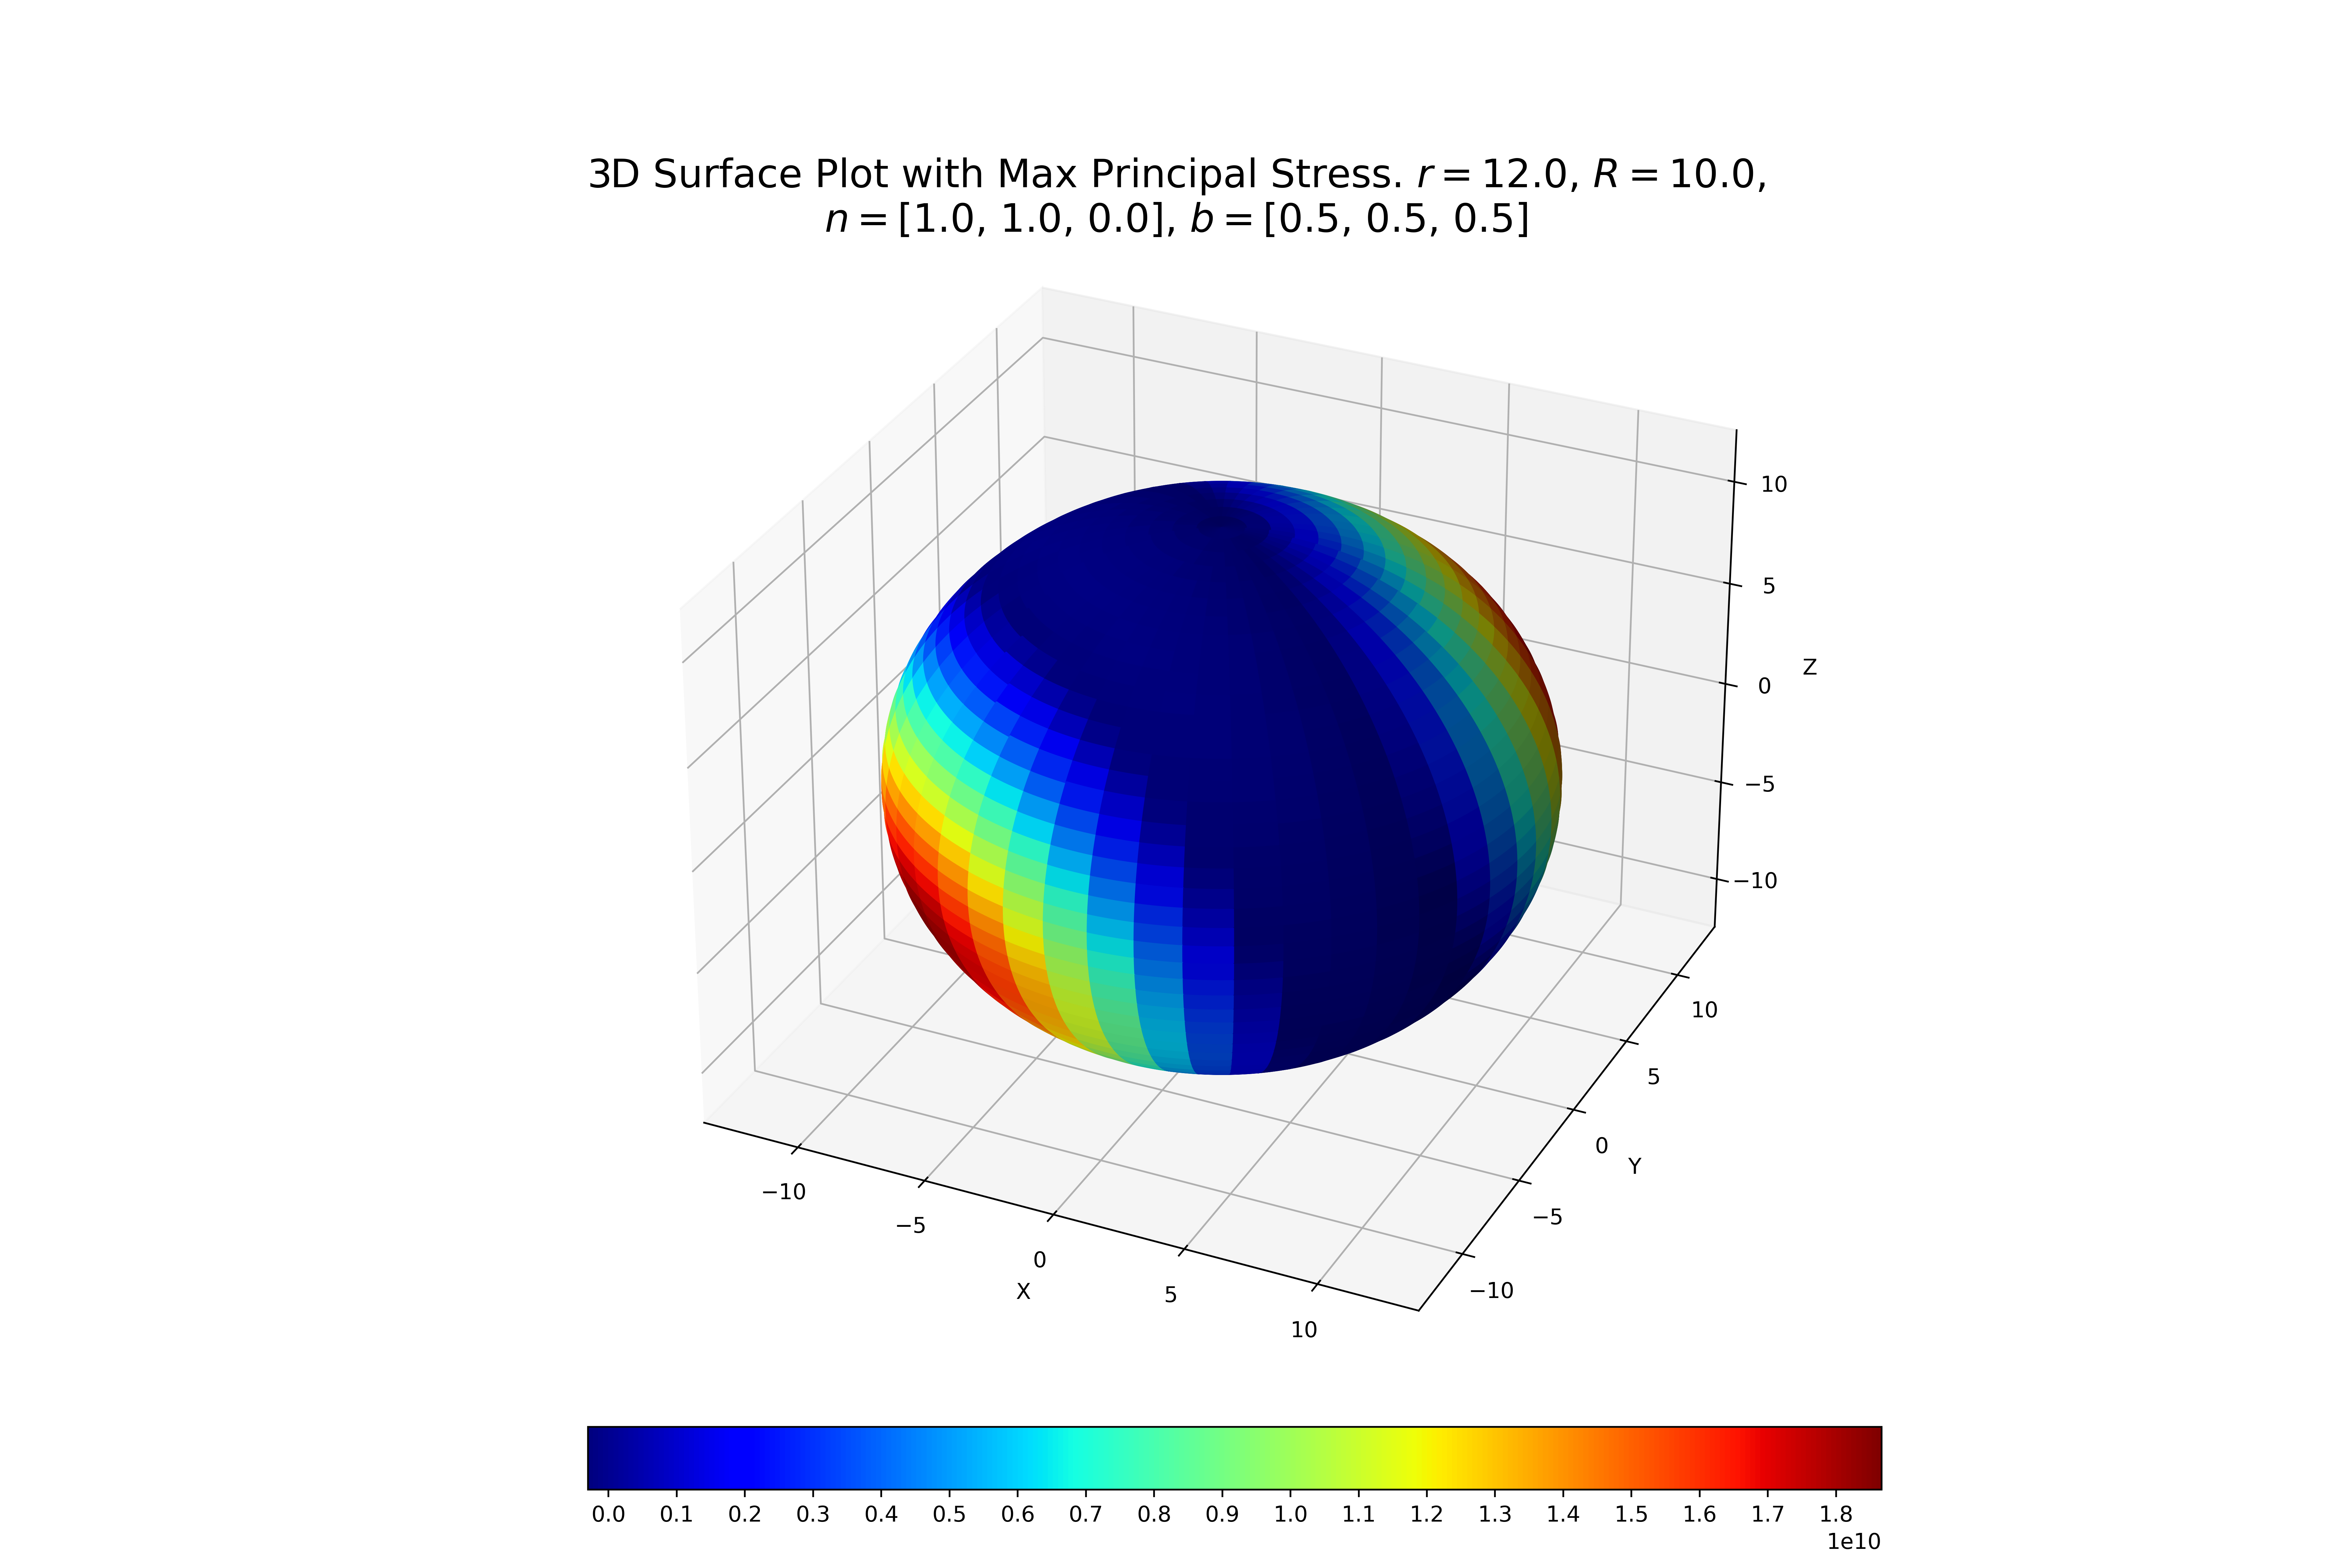 3D Surface Plot with Max Principal Stress. r = 12.0, R = 10.0,
n = [1.0, 1.0, 0.0], b = [0.5, 0.5, 0.5]
10
5
0
−5
−10
Z
10
5
0
−5
−10
Y
−10
−5
0
5
10
X
0.0 0.1 0.2 0.3 0.4 0.5 0.6 0.7 0.8 0.9 1.0 1.1 1.2 1.3 1.4 1.5 1.6 1.7 1.8
1e10